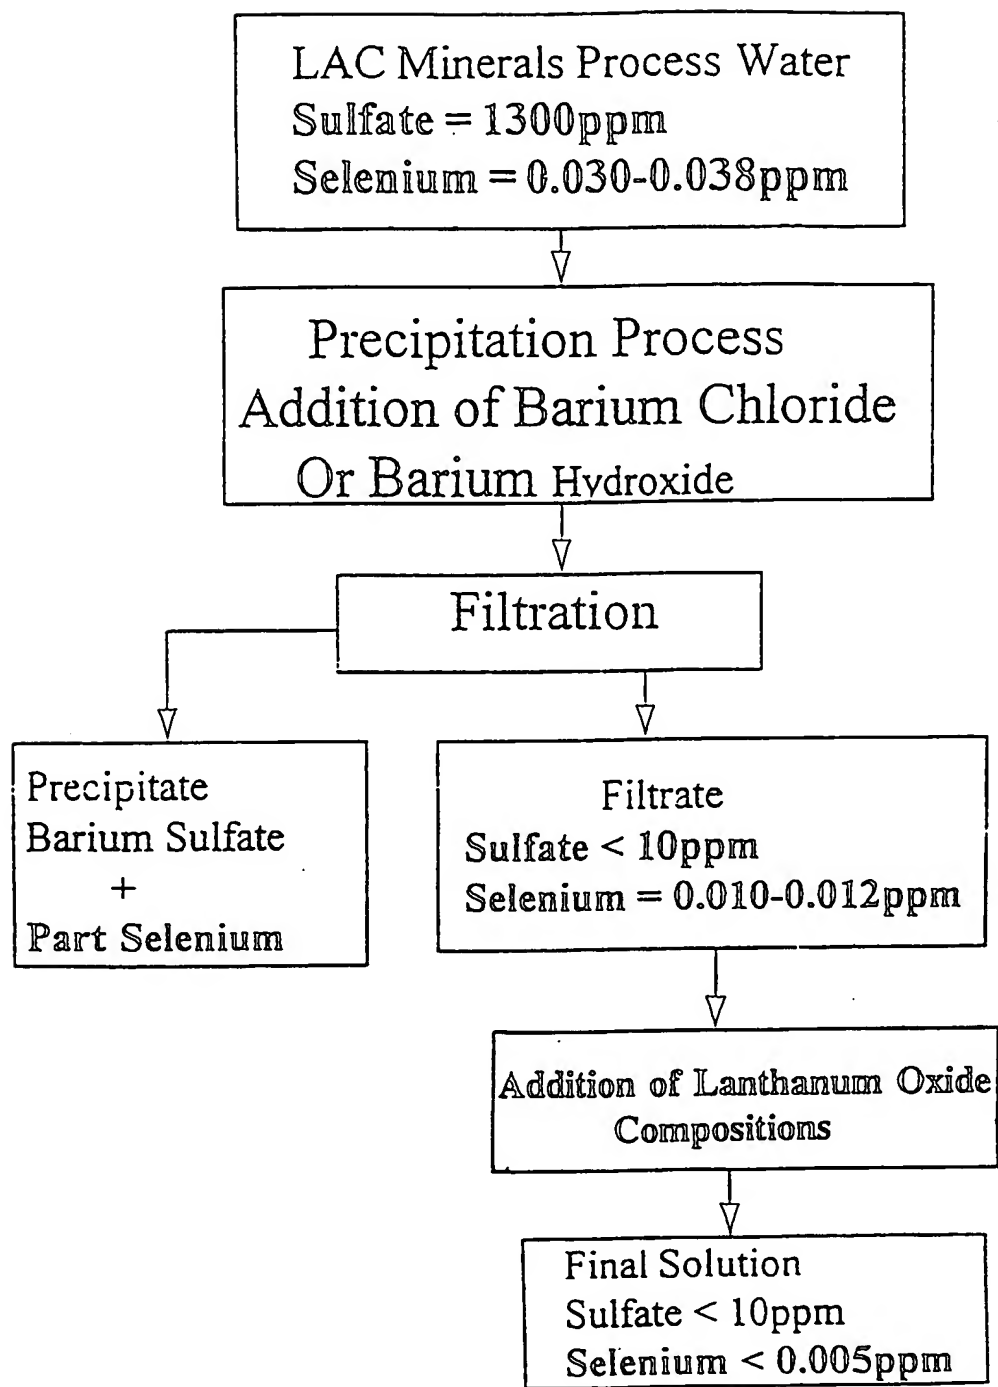 LAC Minerals Process Water
Sulfate = 1300ppm
Selenium = 0.030-0.038ppm
Precipitation Process
Addition of Barium Chloride
Or Barium Hydroxide
Filtration
Precipitate
Barium Sulfate
+
Part Selenium
Filtrate
Sulfate < 10ppm
Selenium = 0.010-0.012ppm
Addition of Lanthanum Oxide
Compositions
Final Solution
Sulfate < 10ppm
Selenium < 0.005ppm